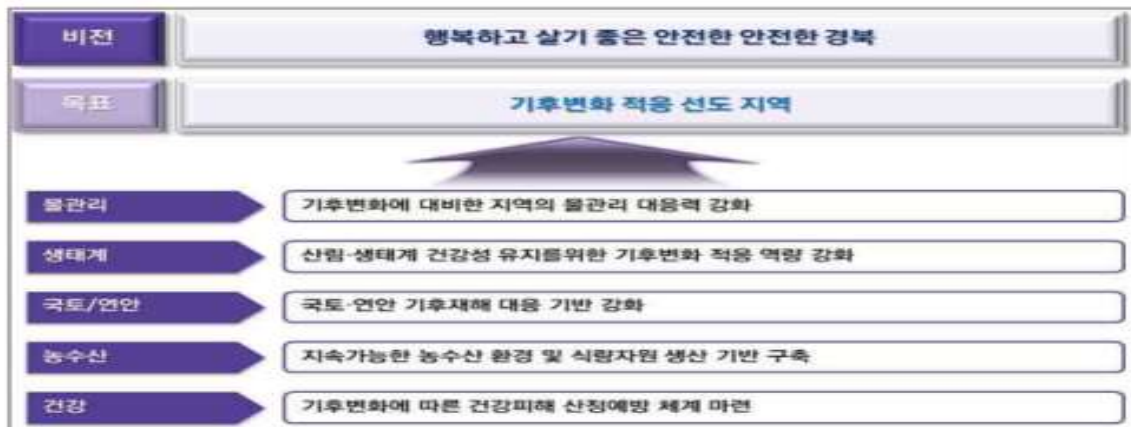 비전
행복하고 살기 좋은 안전한 안전한 경북
목표
기후변화 적응 선도 지역
물관리
기후변화에 대비한 지역의 물관리 대응력 강화
생태계
산림·생태계 건강성 유지를위한 기후변화 적응 역량 강화
국토/연안
국토·연안 기후재해 대응 기반 강화
농수산
지속가능한 농수산 환경 및 식량자원 생산 기반 구축
건강
기후변화에 따른 건강피해 산정예방 체계 마련